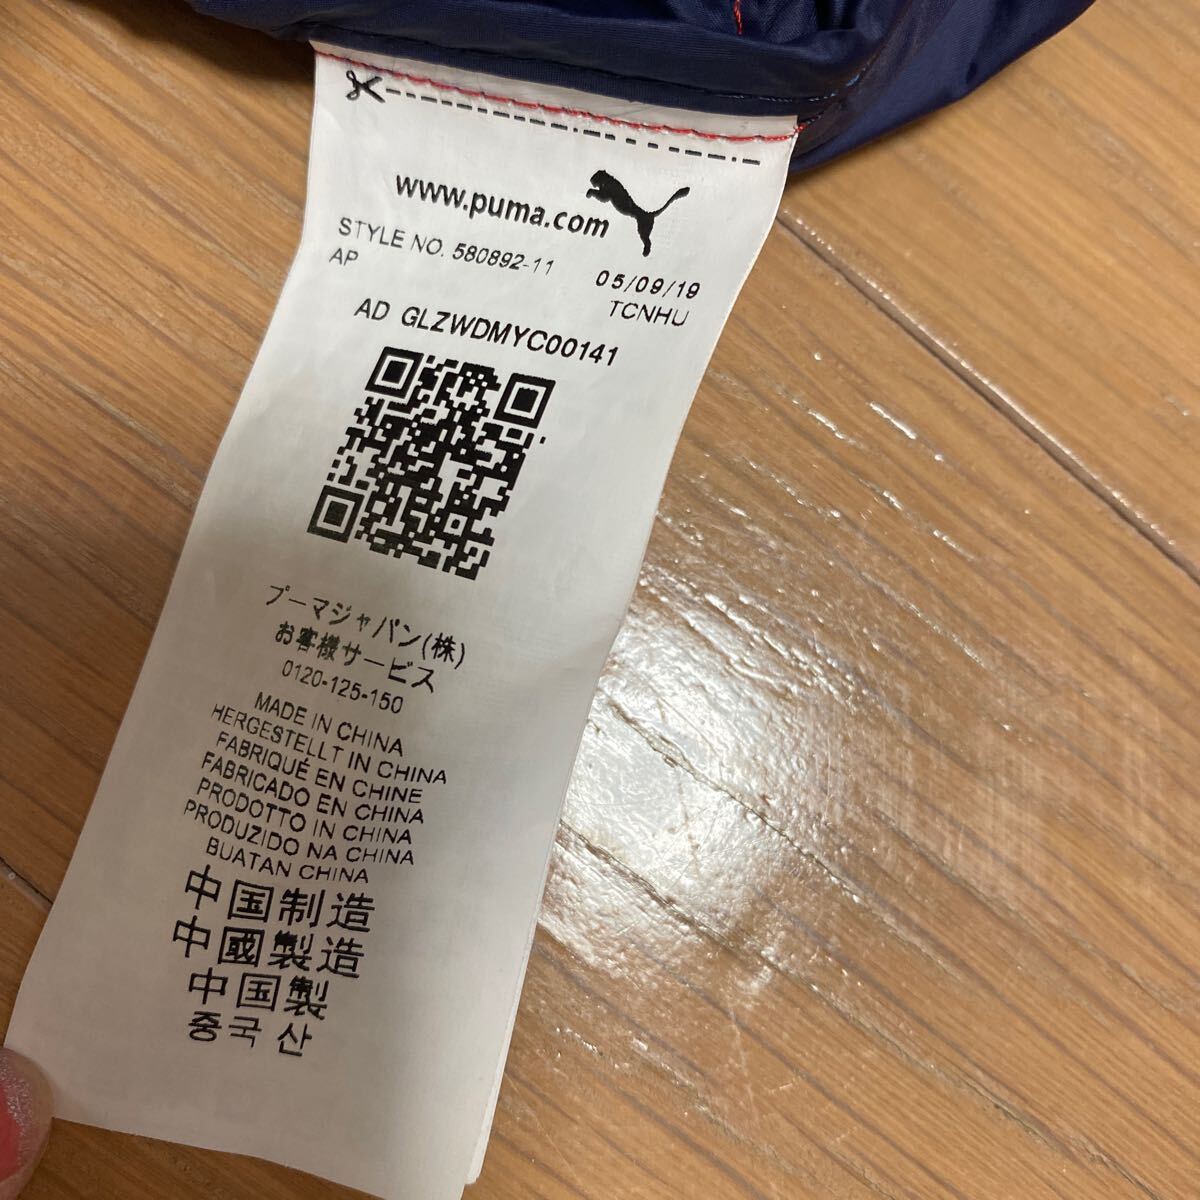 www.puma.com
STYLE NO. 580892-11
AP
05/09/19
TCNHU
AD GLZWDMYC00141
プーマジャパン(株)
お客様サービス
0120-125-150
MADE IN CHINA
HERGESTELLT IN CHINA
FABRIQUÉ EN CHINE
FABRICADO EN CHINA
PRODOTTO IN CHINA
PRODUZIDO NA CHINA
BUATAN CHINA
中国制造
中國製造
中国製
중국산